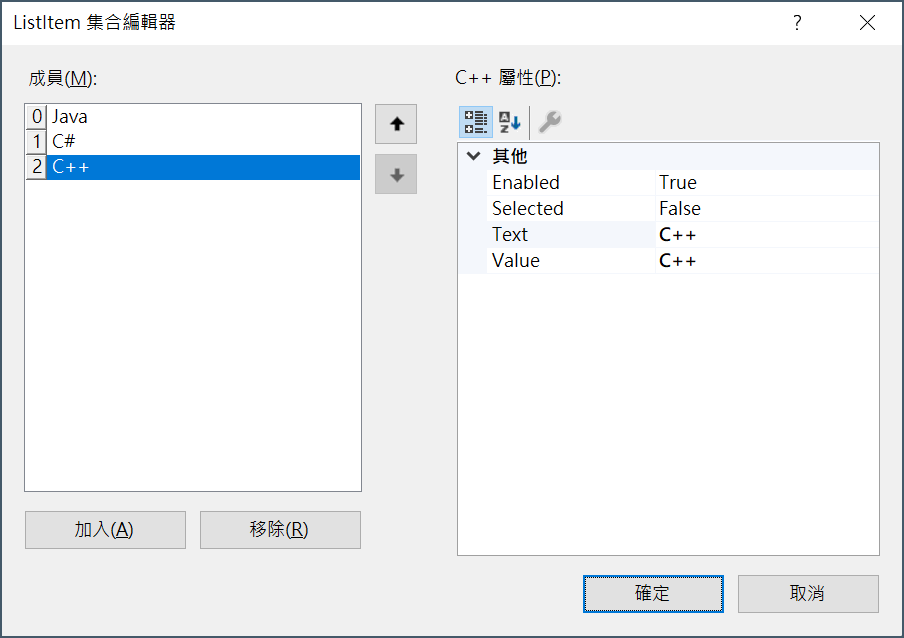 ListItem 集合編輯器
?
成員(M):
0 Java
1 C#
2 C++
加入(A)
移除(R)
C++ 屬性(P):
其他
Enabled True
Selected False
Text C++
Value C++
確定
取消